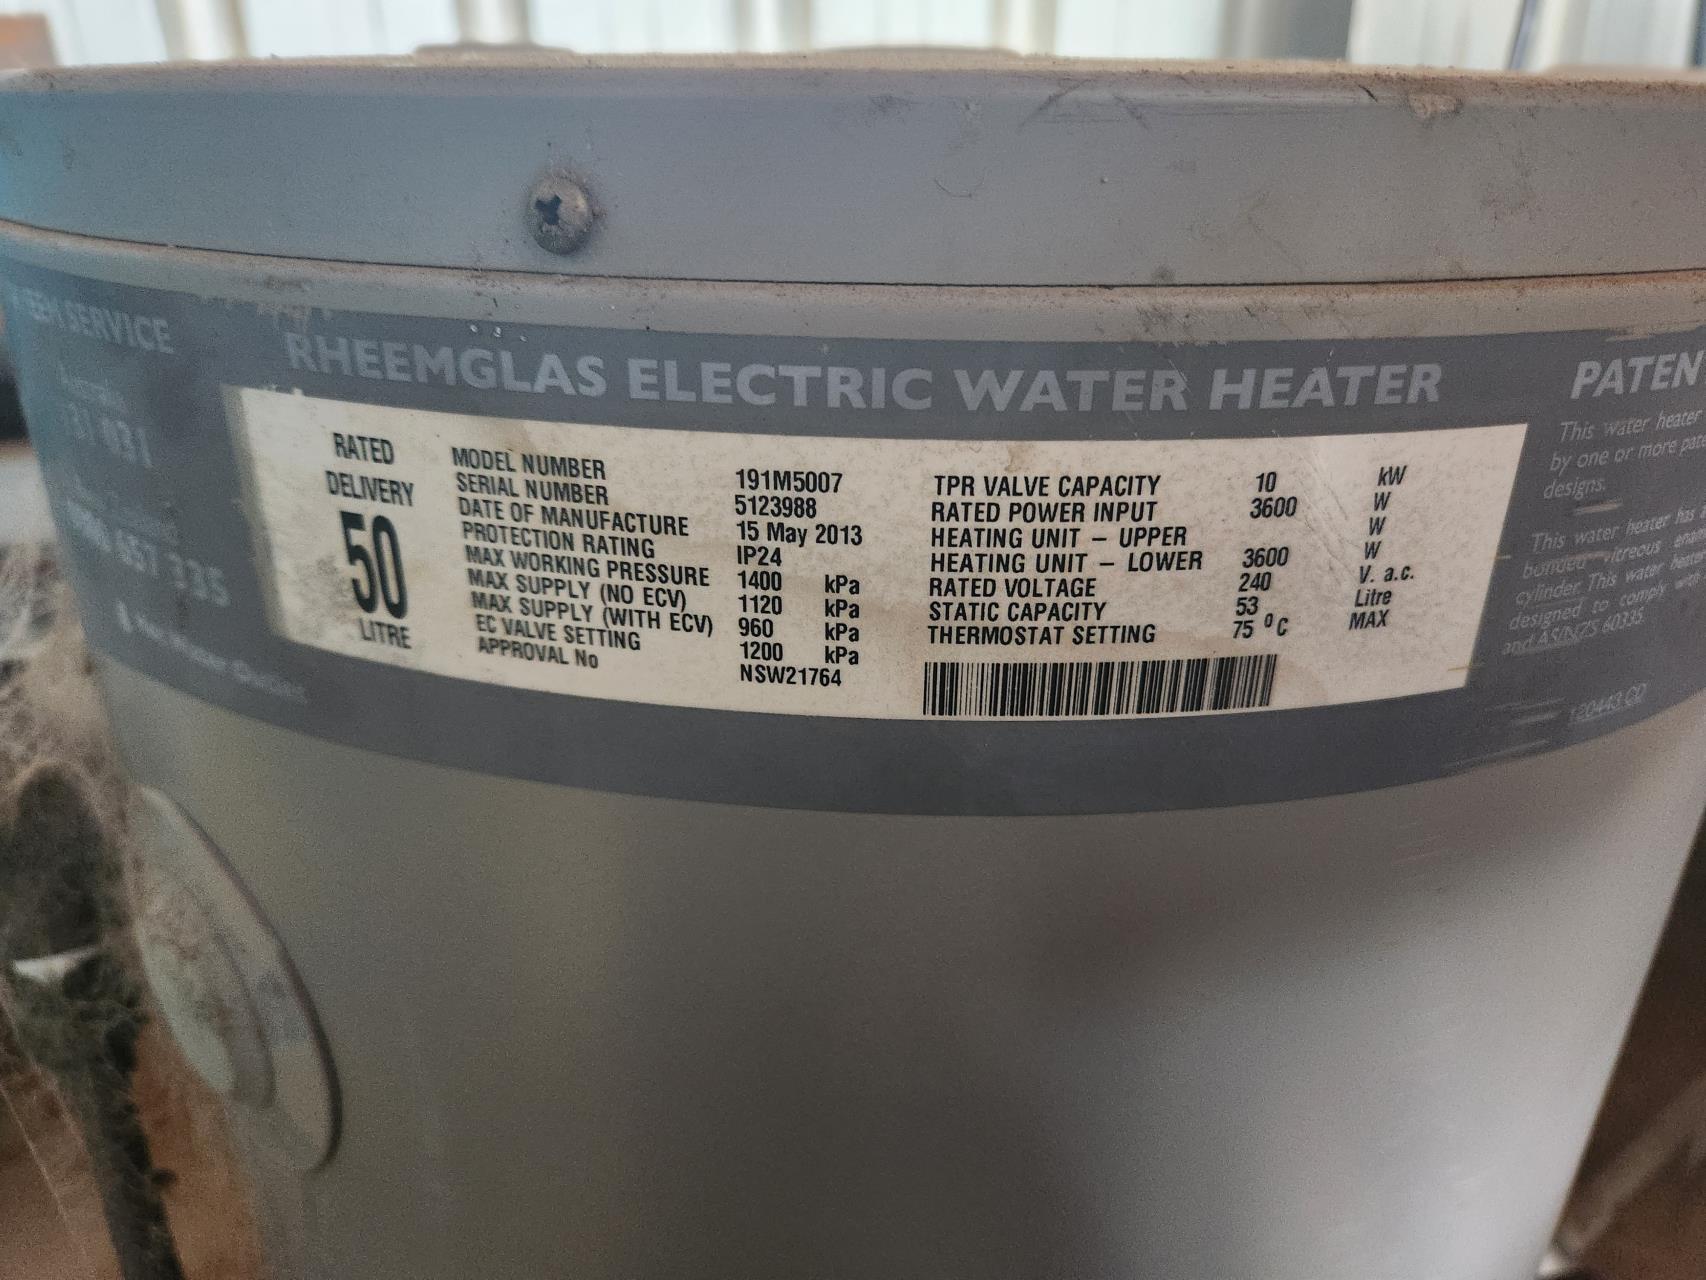 RHEEMGLAS ELECTRIC WATER HEATER
SERVICE
RATED
DELIVERY
50
LITRE
MODEL NUMBER 191M5007
SERIAL NUMBER 5123988
DATE OF MANUFACTURE 15 May 2013
PROTECTION RATING IP24
MAX WORKING PRESSURE 1400 kPa
MAX SUPPLY (NO ECV) 1120 kPa
MAX SUPPLY (WITH ECV) 960 kPa
EC VALVE SETTING 1200 kPa
APPROVAL No NSW21764
TPR VALVE CAPACITY 10 kW
RATED POWER INPUT 3600 W
HEATING UNIT – UPPER W
HEATING UNIT – LOWER 3600 W
RATED VOLTAGE 240 V. a.c.
STATIC CAPACITY 53 Litre
THERMOSTAT SETTING 75 °C MAX
PATEN
This water heater
by one or more
designs.
This water heater has
bonded vitreous
cylinder. This water
designed to comply
and AS/NZS 60335.